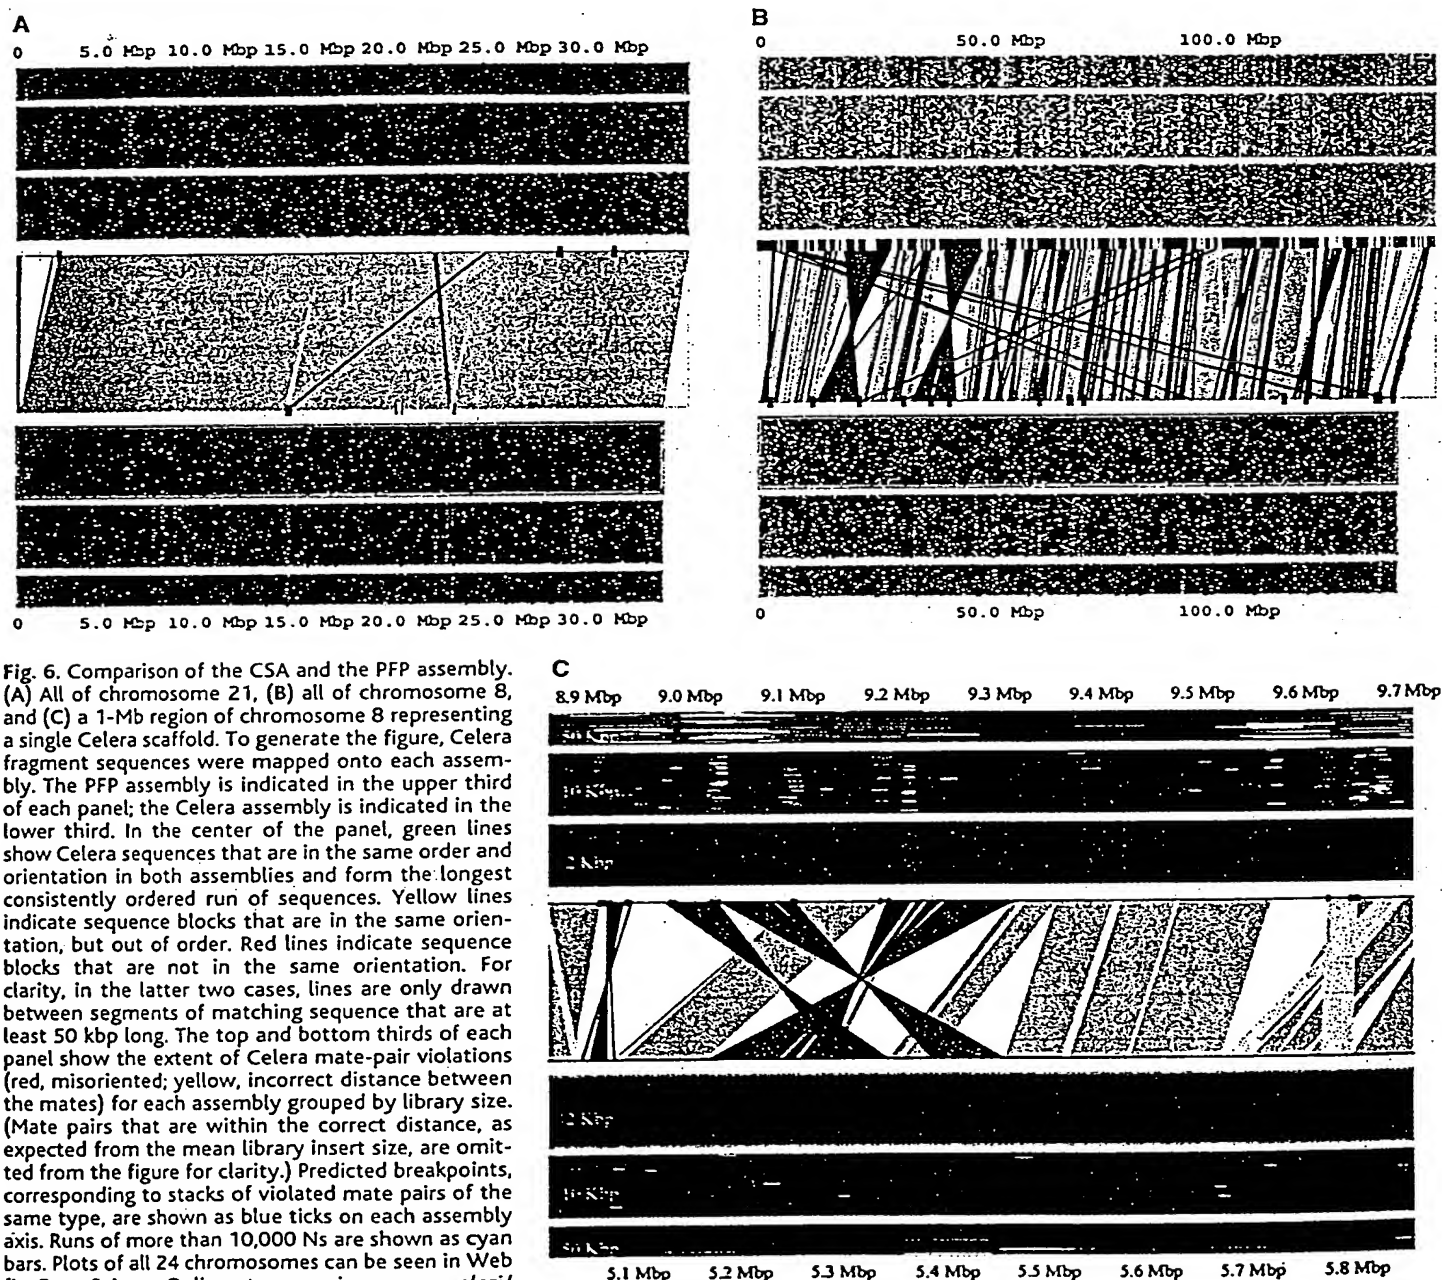 A
0 5.0 Mbp 10.0 Mbp 15.0 Mbp 20.0 Mbp 25.0 Mbp 30.0 Mbp
B
0 50.0 Mbp 100.0 Mbp
0 5.0 Mbp 10.0 Mbp 15.0 Mbp 20.0 Mbp 25.0 Mbp 30.0 Mbp
0 50.0 Mbp 100.0 Mbp
Fig. 6. Comparison of the CSA and the PFP assembly.
(A) All of chromosome 21, (B) all of chromosome 8,
and (C) a 1-Mb region of chromosome 8 representing
a single Celera scaffold. To generate the figure, Celera
fragment sequences were mapped onto each assem-
bly. The PFP assembly is indicated in the upper third
of each panel; the Celera assembly is indicated in the
lower third. In the center of the panel, green lines
show Celera sequences that are in the same order and
orientation in both assemblies and form the longest
consistently ordered run of sequences. Yellow lines
indicate sequence blocks that are in the same orien-
tation, but out of order. Red lines indicate sequence
blocks that are not in the same orientation. For
clarity, in the latter two cases, lines are only drawn
between segments of matching sequence that are at
least 50 kbp long. The top and bottom thirds of each
panel show the extent of Celera mate-pair violations
(red, misoriented; yellow, incorrect distance between
the mates) for each assembly grouped by library size.
(Mate pairs that are within the correct distance, as
expected from the mean library insert size, are omit-
ted from the figure for clarity.) Predicted breakpoints,
corresponding to stacks of violated mate pairs of the
same type, are shown as blue ticks on each assembly
axis. Runs of more than 10,000 Ns are shown as cyan
bars. Plots of all 24 chromosomes can be seen in Web
C
8.9 Mbp 9.0 Mbp 9.1 Mbp 9.2 Mbp 9.3 Mbp 9.4 Mbp 9.5 Mbp 9.6 Mbp 9.7 Mbp
50 Kbp
10 Kbp
2 Kbp
2 Kbp
10 Kbp
50 Kbp
5.1 Mbp 5.2 Mbp 5.3 Mbp 5.4 Mbp 5.5 Mbp 5.6 Mbp 5.7 Mbp 5.8 Mbp